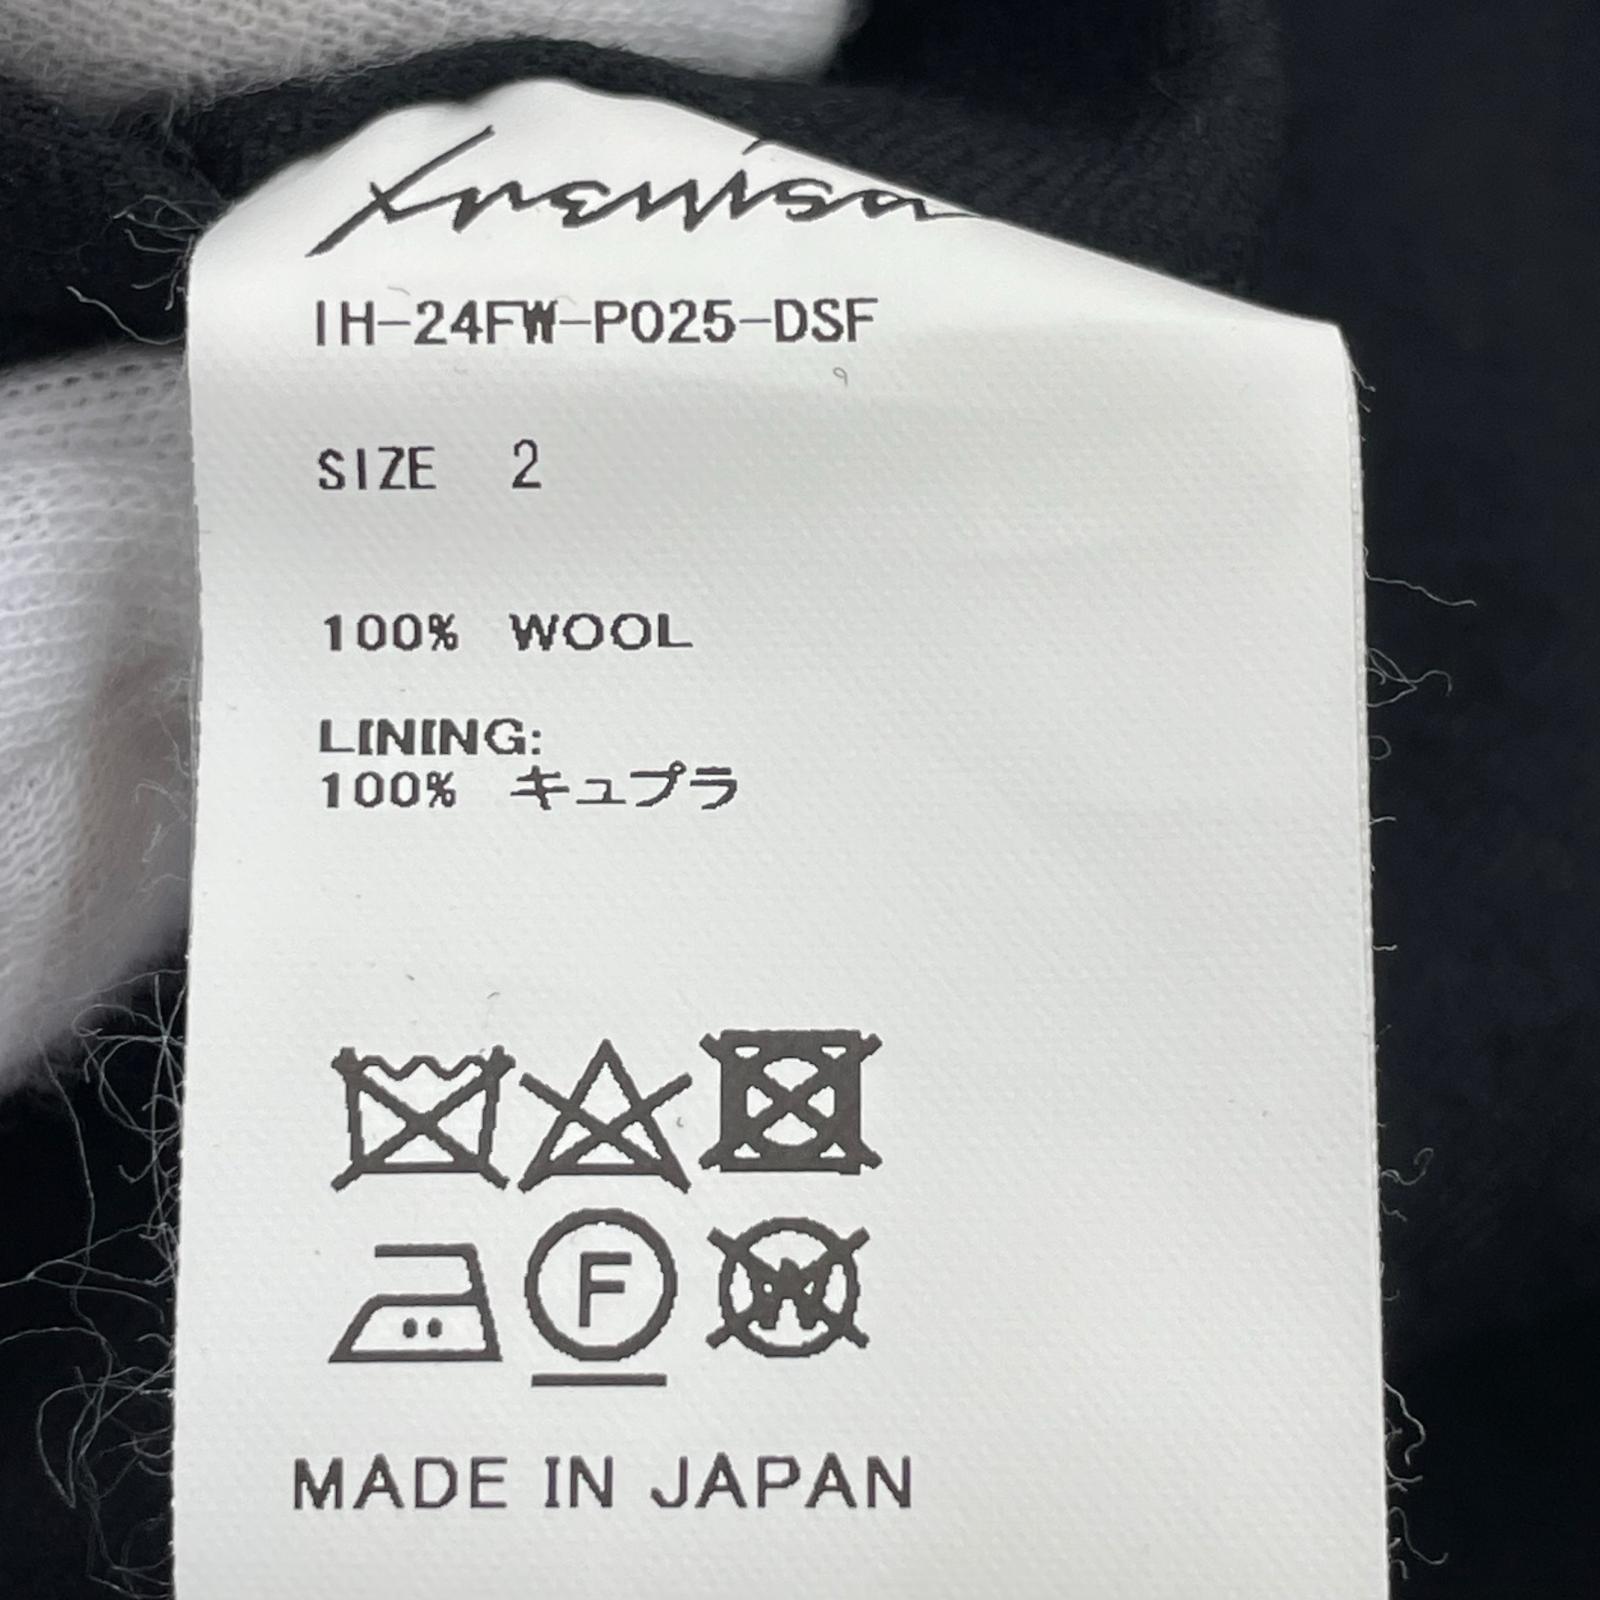 IH-24FW-P025-DSF
SIZE 2
100% WOOL
LINING:
100% キュプラ
F
W
MADE IN JAPAN